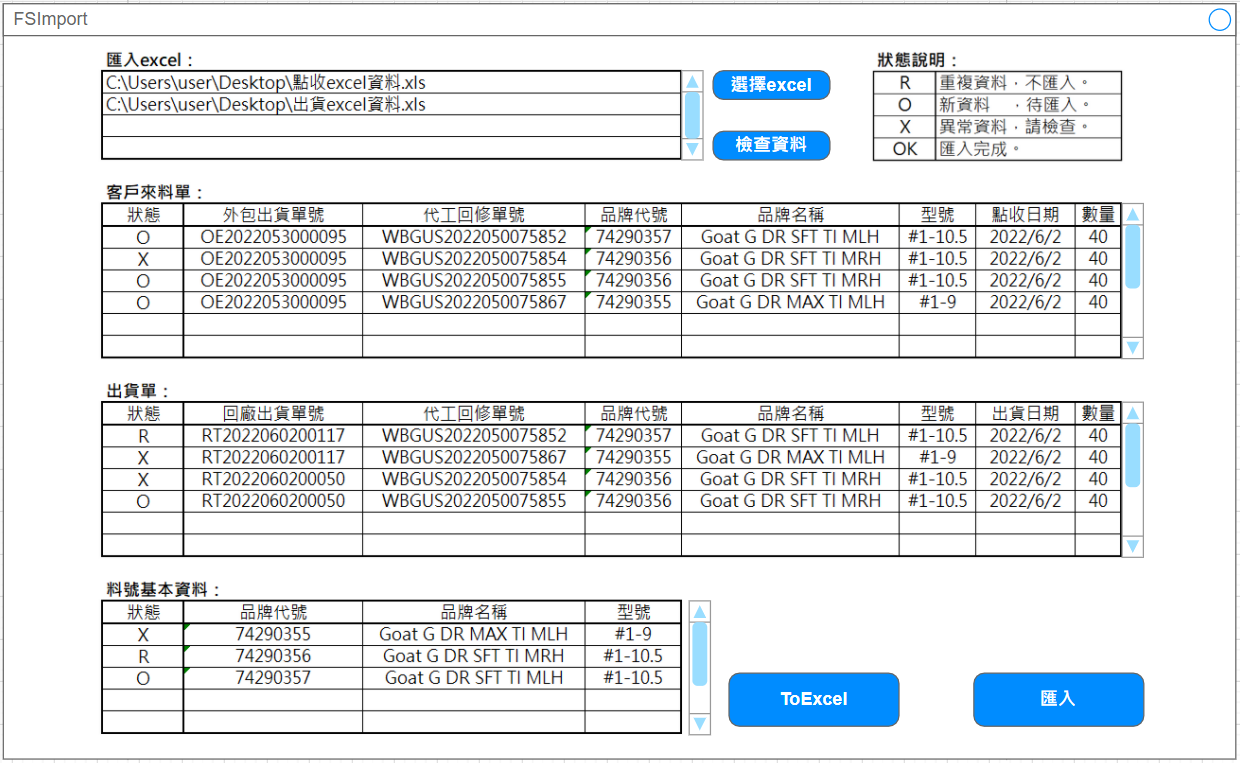 FSImport
匯入excel：
C:\Users\user\Desktop\點收excel資料.xls
C:\Users\user\Desktop\出貨excel資料.xls
選擇excel
檢查資料
狀態說明：
R 重複資料，不匯入。
O 新資料　，待匯入。
X 異常資料，請檢查。
OK 匯入完成。
客戶來料單：
狀態 外包出貨單號 代工回修單號 品牌代號 品牌名稱 型號 點收日期 數量
O OE2022053000095 WBGUS2022050075852 74290357 Goat G DR SFT TI MLH #1-10.5 2022/6/2 40
X OE2022053000095 WBGUS2022050075854 74290356 Goat G DR SFT TI MRH #1-10.5 2022/6/2 40
O OE2022053000095 WBGUS2022050075855 74290356 Goat G DR SFT TI MRH #1-10.5 2022/6/2 40
O OE2022053000095 WBGUS2022050075867 74290355 Goat G DR MAX TI MLH #1-9 2022/6/2 40
出貨單：
狀態 回廠出貨單號 代工回修單號 品牌代號 品牌名稱 型號 出貨日期 數量
R RT2022060200117 WBGUS2022050075852 74290357 Goat G DR SFT TI MLH #1-10.5 2022/6/2 40
X RT2022060200117 WBGUS2022050075867 74290355 Goat G DR MAX TI MLH #1-9 2022/6/2 40
X RT2022060200050 WBGUS2022050075854 74290356 Goat G DR SFT TI MRH #1-10.5 2022/6/2 40
O RT2022060200050 WBGUS2022050075855 74290356 Goat G DR SFT TI MRH #1-10.5 2022/6/2 40
料號基本資料：
狀態 品牌代號 品牌名稱 型號
X 74290355 Goat G DR MAX TI MLH #1-9
R 74290356 Goat G DR SFT TI MRH #1-10.5
O 74290357 Goat G DR SFT TI MLH #1-10.5
ToExcel
匯入